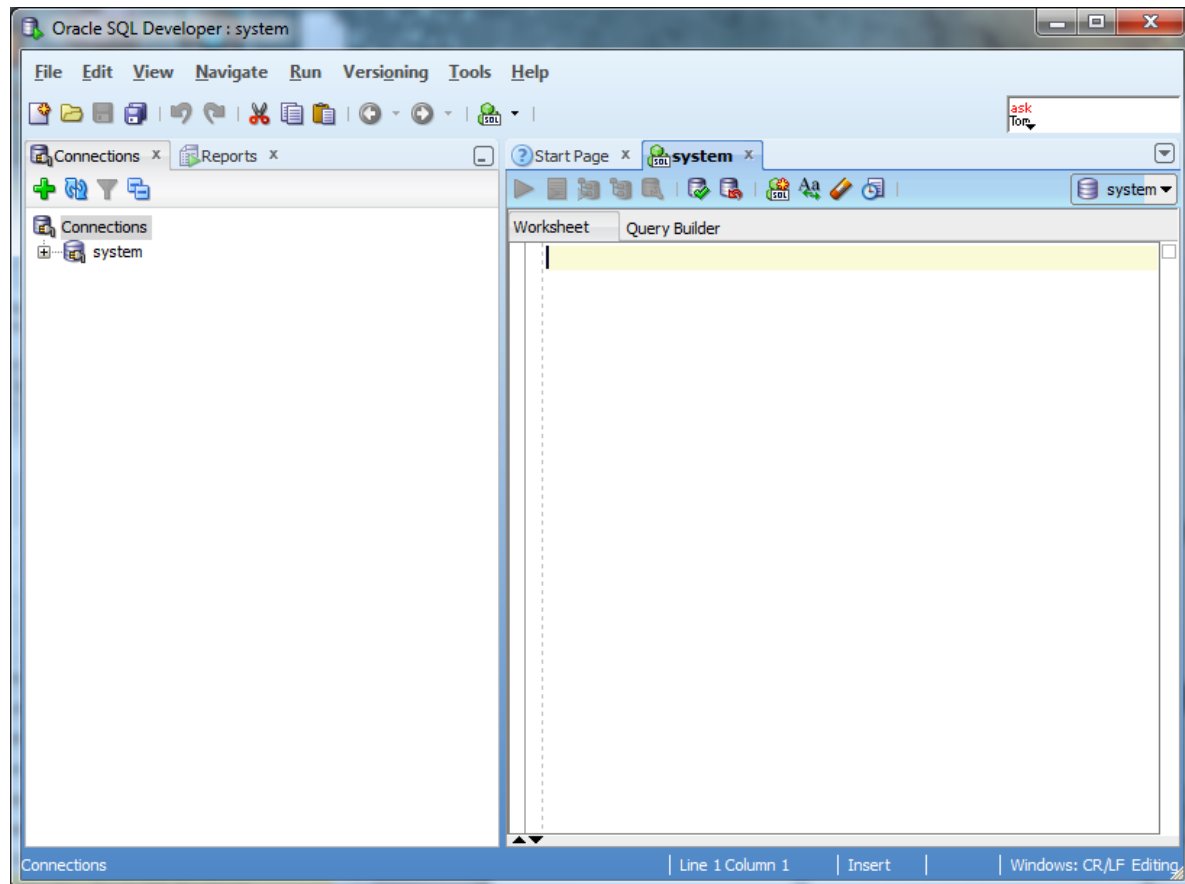 Oracle SQL Developer : system
File Edit View Navigate Run Versioning Tools Help
ask
Tom
Connections x Reports x
Start Page x system x
system
Connections
system
Worksheet Query Builder
Connections Line 1 Column 1 Insert Windows: CR/LF Editing